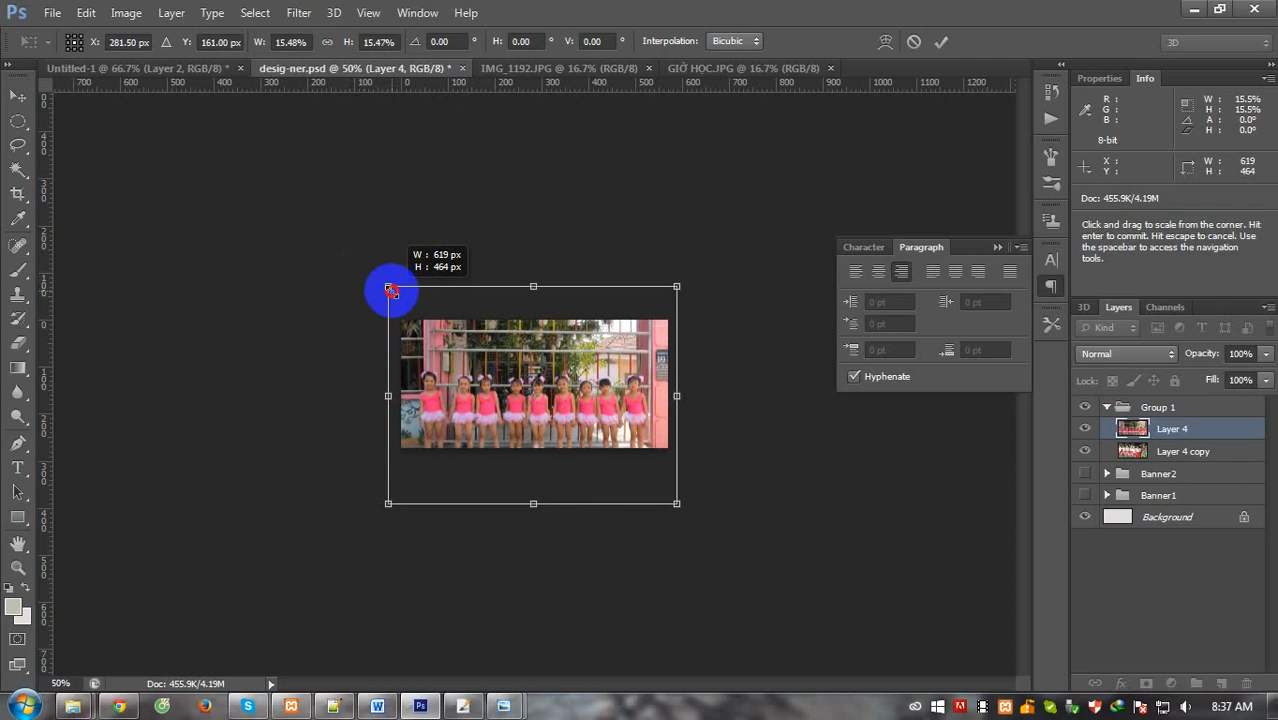 Ps File Edit Image Layer Type Select Filter 3D View Window Help
X: 281.50 px Y: 161.00 px W: 15.48% H: 15.47% 0.00 ° H: 0.00 ° V: 0.00 ° Interpolation: Bicubic 3D
Untitled-1 @ 66.7% (Layer 2, RGB/8) * × desig-ner.psd @ 50% (Layer 4, RGB/8) * × IMG_1192.JPG @ 16.7% (RGB/8) × GIỜ HỌC.JPG @ 16.7% (RGB/8) ×
700 600 500 400 300 200 100 0 100 200 300 400 500 600 700 800 900 1000 1100 1200
Properties Info
R: W: 15.5%
G: H: 15.5%
B: A: 0.0°
8-bit H: 0.0°
X: W: 619
Y: H: 464
Doc: 455.9K/4.19M
Click and drag to scale from the corner. Hit enter to commit. Hit escape to cancel. Use the spacebar to access the navigation tools.
W : 619 px
H : 464 px
Character Paragraph
0 pt 0 pt
0 pt
0 pt 0 pt
Hyphenate
3D Layers Channels
Kind
Normal Opacity: 100%
Lock: Fill: 100%
Group 1
Layer 4
Layer 4 copy
Banner2
Banner1
Background
50% Doc: 455.9K/4.19M
8:37 AM